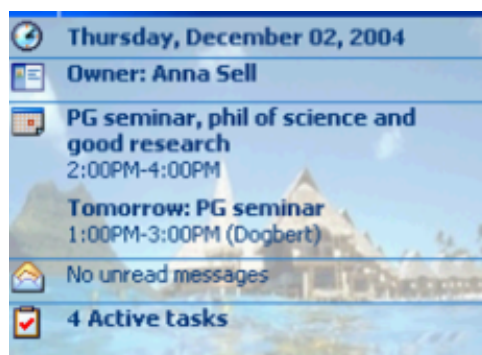 Thursday, December 02, 2004
Owner: Anna Sell
PG seminar, phil of science and
good research
2:00PM-4:00PM
Tomorrow: PG seminar
1:00PM-3:00PM (Dogbert)
No unread messages
4 Active tasks